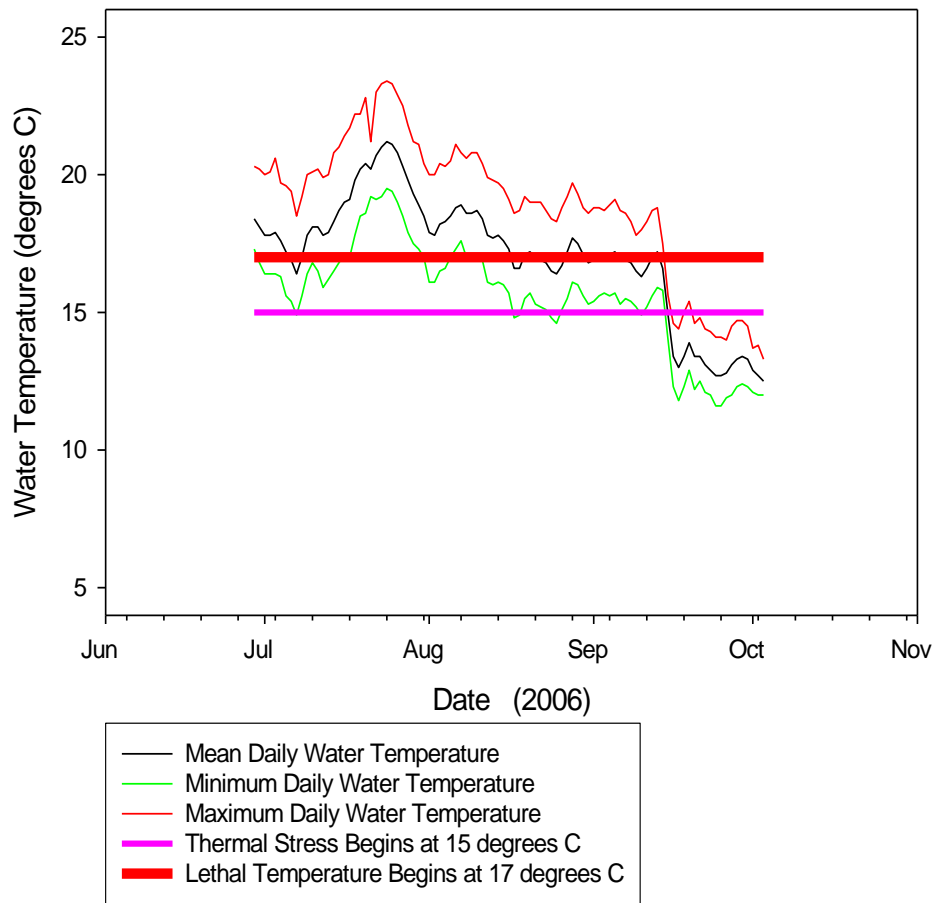 25
20
15
10
5
Water Temperature (degrees C)
Jun Jul Aug Sep Oct Nov
Date (2006)
Mean Daily Water Temperature
Minimum Daily Water Temperature
Maximum Daily Water Temperature
Thermal Stress Begins at 15 degrees C
Lethal Temperature Begins at 17 degrees C